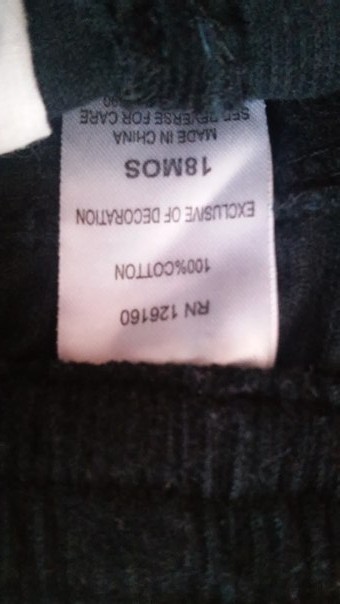 RN 126160
100%COTTON
EXCLUSIVE OF DECORATION
18MOS
MADE IN CHINA
SEE REVERSE FOR CARE